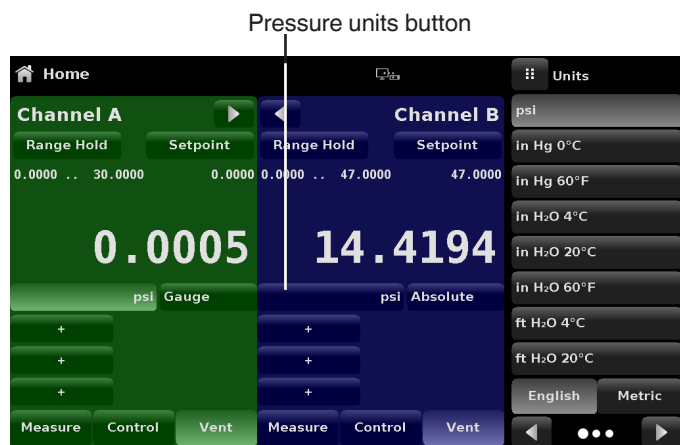 Pressure units button
Home
Channel A
Range Hold Setpoint
0.0000 .. 30.0000 0.0000
0.0005
psi Gauge
+
+
+
Measure Control Vent
Channel B
Range Hold Setpoint
0.0000 .. 47.0000 47.0000
14.4194
psi Absolute
+
+
+
Measure Control Vent
Units
psi
in Hg 0°C
in Hg 60°F
in H₂O 4°C
in H₂O 20°C
in H₂O 60°F
ft H₂O 4°C
ft H₂O 20°C
English Metric